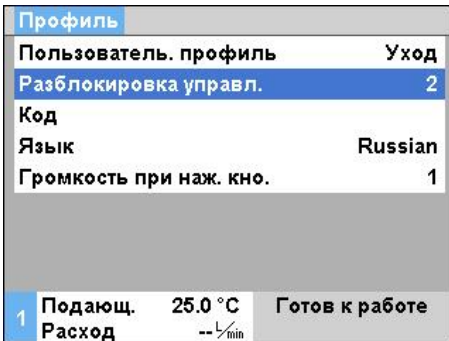 Профиль
Пользователь. профиль Уход
Разблокировка управл. 2
Код
Язык Russian
Громкость при наж. кно. 1
1 Подающ. 25.0 °C Готов к работе
Расход -- L/min